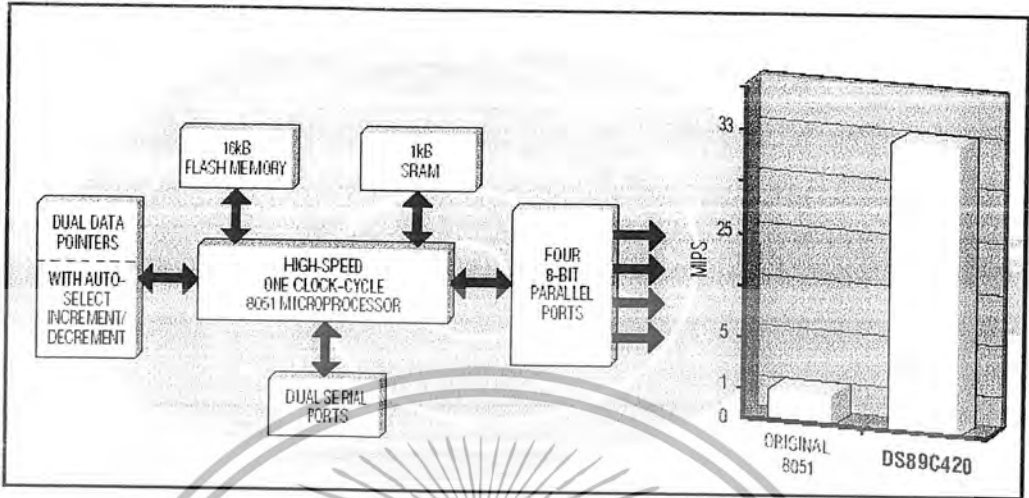 16kB
FLASH MEMORY
1kB
SRAM
DUAL DATA
POINTERS
WITH AUTO-
SELECT
INCREMENT/
DECREMENT
HIGH-SPEED
ONE CLOCK-CYCLE
8051 MICROPROCESSOR
FOUR
8-BIT
PARALLEL
PORTS
DUAL SERIAL
PORTS
MIPS
33
25
5
1
0
ORIGINAL
8051
DS89C420